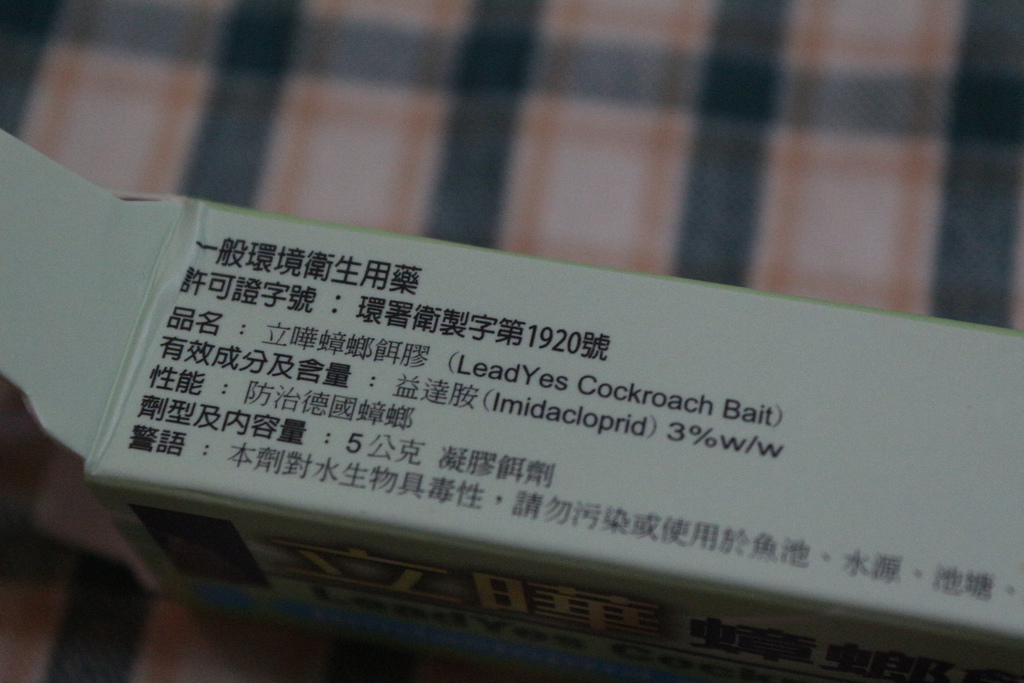 一般環境衛生用藥
許可證字號：環署衛製字第1920號
品名：立嘩蟑螂餌膠（LeadYes Cockroach Bait）
有效成分及含量：益達胺（Imidacloprid）3%w/w
性能：防治德國蟑螂
劑型及內容量：5公克 凝膠餌劑
警語：本劑對水生物具毒性，請勿污染或使用於魚池、水源、池塘、
立曄 蟑螂
LeadYes